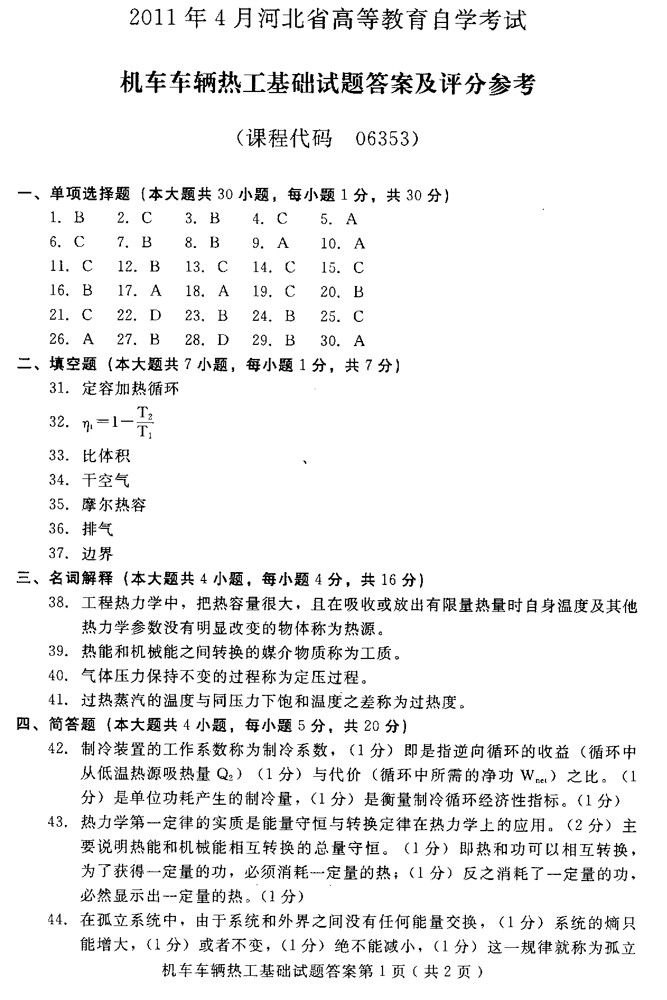 2011 年 4 月河北省高等教育自学考试
机车车辆热工基础试题答案及评分参考
（课程代码 06353）
一、单项选择题（本大题共 30 小题，每小题 1 分，共 30 分）
1. B 2. C 3. B 4. C 5. A
6. C 7. B 8. B 9. A 10. A
11. C 12. B 13. C 14. C 15. C
16. B 17. A 18. A 19. C 20. B
21. C 22. D 23. B 24. B 25. C
26. A 27. B 28. D 29. B 30. A
二、填空题（本大题共 7 小题，每小题 1 分，共 7 分）
31. 定容加热循环
32. ηt＝1－T2/T1
33. 比体积
34. 干空气
35. 摩尔热容
36. 排气
37. 边界
三、名词解释（本大题共 4 小题，每小题 4 分，共 16 分）
38. 工程热力学中，把热容量很大，且在吸收或放出有限量热量时自身温度及其他
热力学参数没有明显改变的物体称为热源。
39. 热能和机械能之间转换的媒介物质称为工质。
40. 气体压力保持不变的过程称为定压过程。
41. 过热蒸汽的温度与同压力下饱和温度之差称为过热度。
四、简答题（本大题共 4 小题，每小题 5 分，共 20 分）
42. 制冷装置的工作系数称为制冷系数，（1 分）即是指逆向循环的收益（循环中
从低温热源吸热量 Q2）（1 分）与代价（循环中所需的净功 Wnet）之比。（1
分）是单位功耗产生的制冷量，（1 分）是衡量制冷循环经济性指标。（1 分）
43. 热力学第一定律的实质是能量守恒与转换定律在热力学上的应用。（2 分）主
要说明热能和机械能相互转换的总量守恒。（1 分）即热和功可以相互转换，
为了获得一定量的功，必须消耗一定量的热；（1 分）反之消耗了一定量的功，
必然显示出一定量的热。（1 分）
44. 在孤立系统中，由于系统和外界之间没有任何能量交换，（1 分）系统的熵只
能增大，（1 分）或者不变，（1 分）绝不能减小，（1 分）这一规律就称为孤立
机车车辆热工基础试题答案第 1 页（共 2 页）